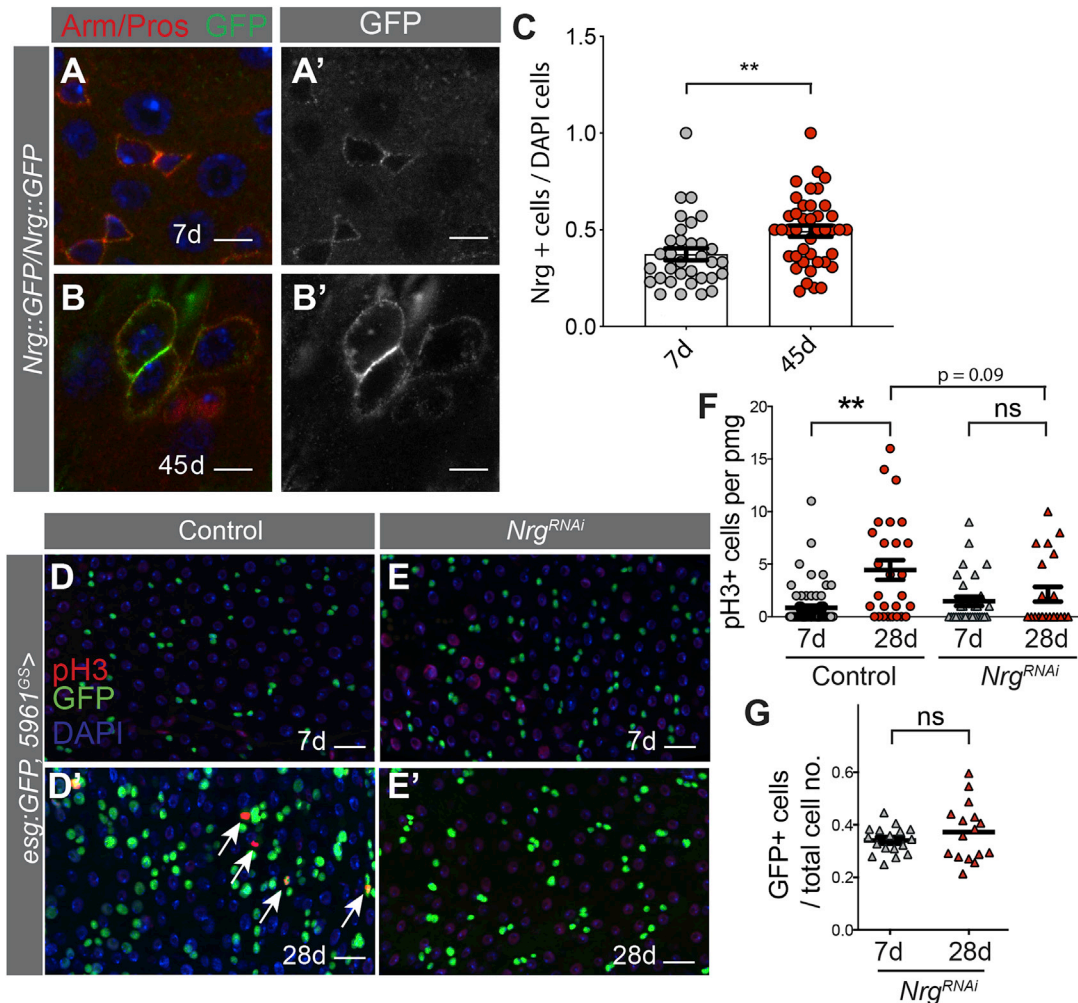 Arm/Pros GFP
GFP
Nrg::GFP/Nrg::GFP
A
7d
A'
B
45d
B'
C
Nrg + cells / DAPI cells
1.5
1.0
0.5
0.0
**
7d
45d
Control
Nrg^RNAi
esg:GFP, 5961^GS>
D
pH3
GFP
DAPI
7d
E
7d
D'
28d
E'
28d
F
pH3+ cells per pmg
20
15
10
5
0
**
p = 0.09
ns
7d
28d
7d
28d
Control
Nrg^RNAi
G
GFP+ cells
/ total cell no.
0.6
0.4
0.2
0.0
ns
7d
28d
Nrg^RNAi